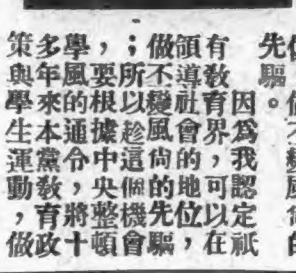 先驅。
因爲我認定祇
有教育界，可以在
領導社會的地位，
做不變風尚的先驅
；所以趁這個機會
，要根據中央整頓
學風的通令，將十
多年來本黨教育政
策與學生運動，做